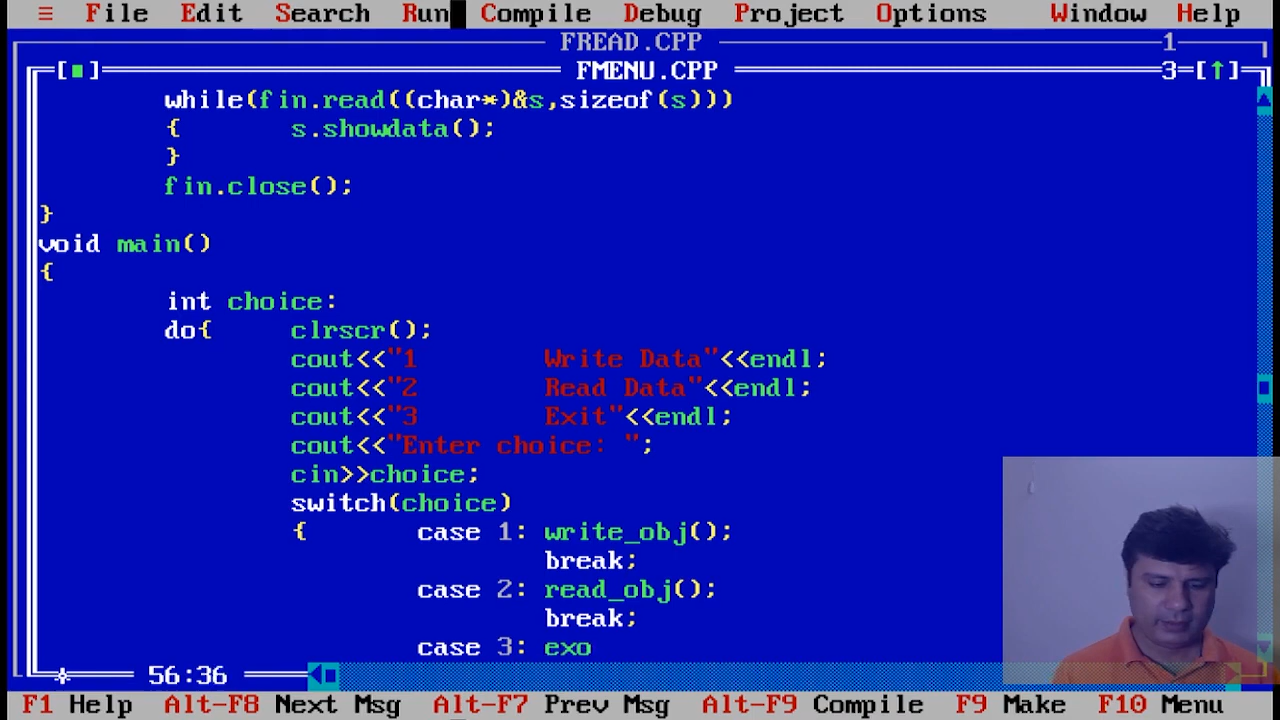 ≡ File Edit Search Run Compile Debug Project Options Window Help
FREAD.CPP 1
[■] FMENU.CPP 3=[↑]
while(fin.read((char*)&s,sizeof(s)))
{ s.showdata();
}
fin.close();
}
void main()
{
int choice:
do{ clrscr();
cout<<"1 Write Data"<<endl;
cout<<"2 Read Data"<<endl;
cout<<"3 Exit"<<endl;
cout<<"Enter choice: ";
cin>>choice;
switch(choice)
{ case 1: write_obj();
break;
case 2: read_obj();
break;
case 3: exo
56:36
F1 Help Alt-F8 Next Msg Alt-F7 Prev Msg Alt-F9 Compile F9 Make F10 Menu